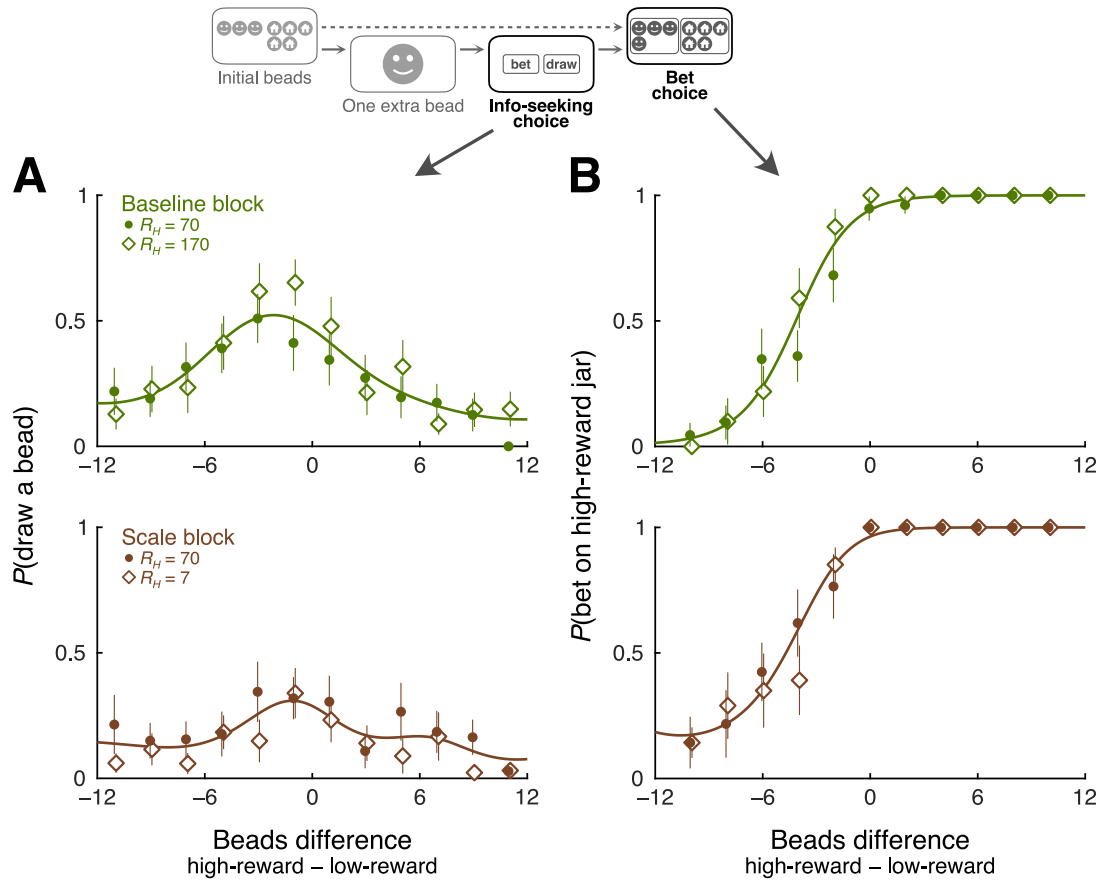 bet
draw
Initial beads
One extra bead
Info-seeking
choice
Bet
choice
A
Baseline block
R_H = 70
R_H = 170
1
0.5
0
−12
−6
0
6
12
Scale block
R_H = 70
R_H = 7
1
0.5
0
−12
−6
0
6
12
P(draw a bead)
Beads difference
high-reward – low-reward
B
1
0.5
0
−12
−6
0
6
12
1
0.5
0
−12
−6
0
6
12
P(bet on high-reward jar)
Beads difference
high-reward – low-reward